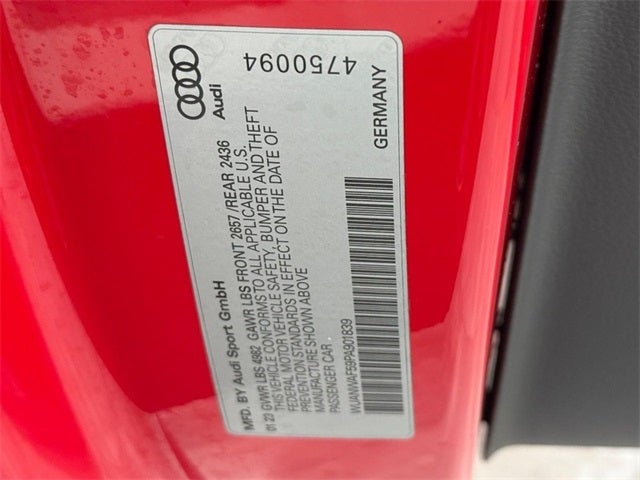 Audi
4750094
MFD. BY Audi Sport GmbH
GERMANY
01 23 GVWR LBS 4982 GAWR LBS FRONT 2657/REAR 2436
THIS VEHICLE CONFORMS TO ALL APPLICABLE U.S.
FEDERAL MOTOR VEHICLE SAFETY, BUMPER AND THEFT
PREVENTION STANDARDS IN EFFECT ON THE DATE OF
MANUFACTURE SHOWN ABOVE
PASSENGER CAR
WUANWAF59PA901839